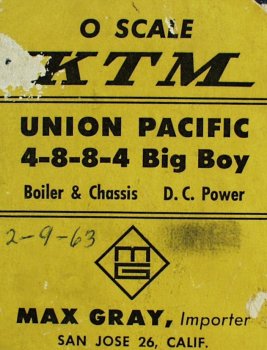 O SCALE
KTM
UNION PACIFIC
4-8-8-4 Big Boy
Boiler & Chassis D. C. Power
2-9-63
MG
MAX GRAY, Importer
SAN JOSE 26, CALIF.